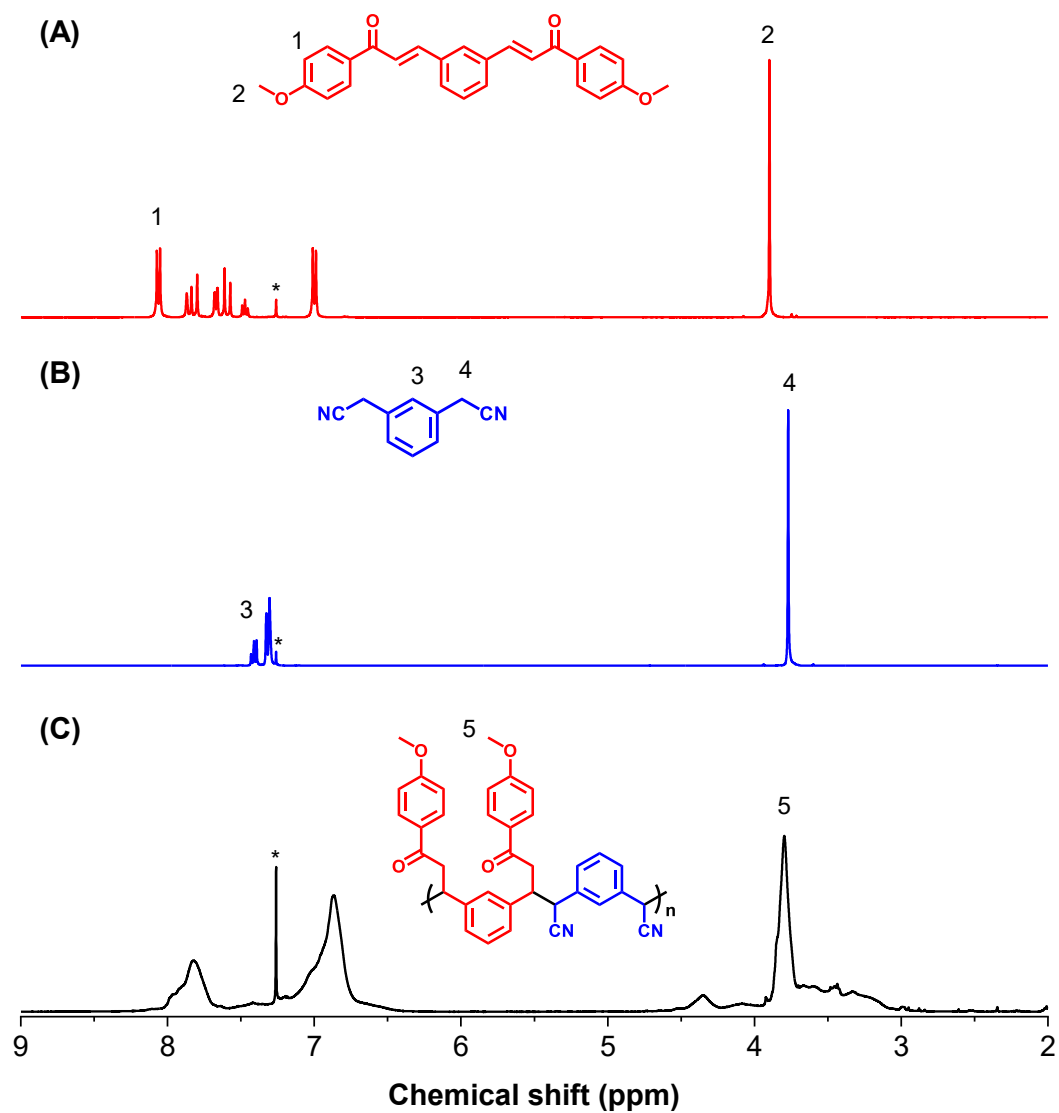 (A)
O O
1 2
2 O O
1
*
(B)
3 4
NC CN
4
3
*
(C)
5
O O
5
*
O O
n
CN CN
9 8 7 6 5 4 3 2
Chemical shift (ppm)